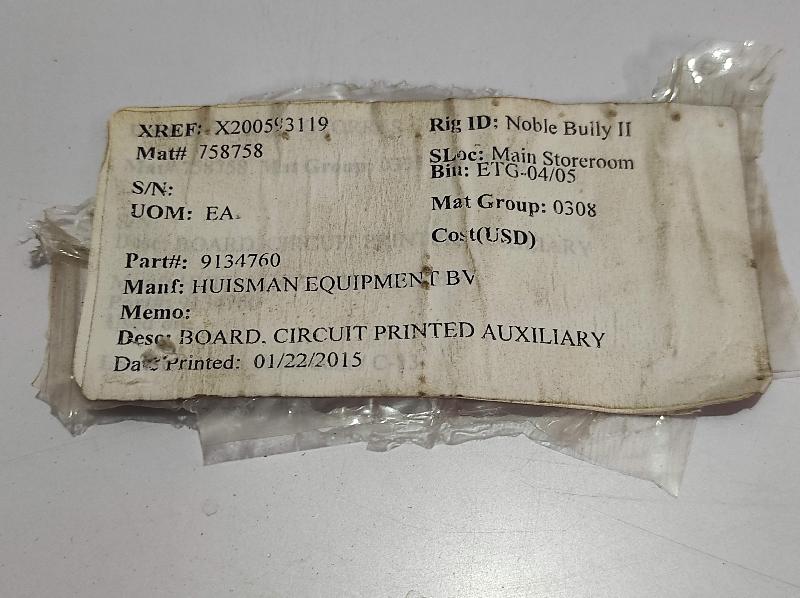 XREF: X200593119
Mat# 758758
S/N:
UOM: EA
Part#: 9134760
Manf: HUISMAN EQUIPMENT BV
Memo:
Desc: BOARD, CIRCUIT PRINTED AUXILIARY
Date Printed: 01/22/2015
Rig ID: Noble Bully II
SLoc: Main Storeroom
Bin: ETG-04/05
Mat Group: 0308
Cost(USD)